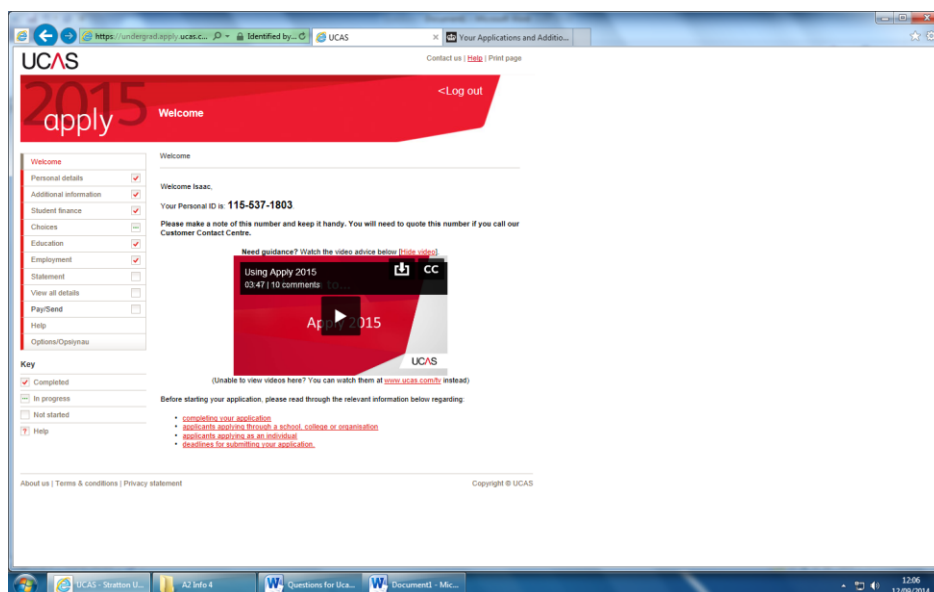 https://undergrad.apply.ucas.c...
Identified by...
UCAS
Your Applications and Additio...
UCAS
Contact us | Help | Print page
2015
apply
Welcome
<Log out
Welcome
Personal details
Additional information
Student finance
Choices
Education
Employment
Statement
View all details
Pay/Send
Help
Options/Opsiynau
Key
Completed
In progress
Not started
? Help
Welcome
Welcome Isaac,
Your Personal ID is: 115-537-1803.
Please make a note of this number and keep it handy. You will need to quote this number if you call our
Customer Contact Centre.
Need guidance? Watch the video advice below [Hide video]
Using Apply 2015
03:47 | 10 comments
to...
CC
Apply 2015
UCAS
(Unable to view videos here? You can watch them at www.ucas.com/tv instead)
Before starting your application, please read through the relevant information below regarding:
completing your application
applicants applying through a school, college or organisation
applicants applying as an individual
deadlines for submitting your application.
About us | Terms & conditions | Privacy statement
Copyright © UCAS
UCAS - Stratton U...
A2 Info 4
Questions for Uca...
Document1 - Mic...
12:06
12/09/2014